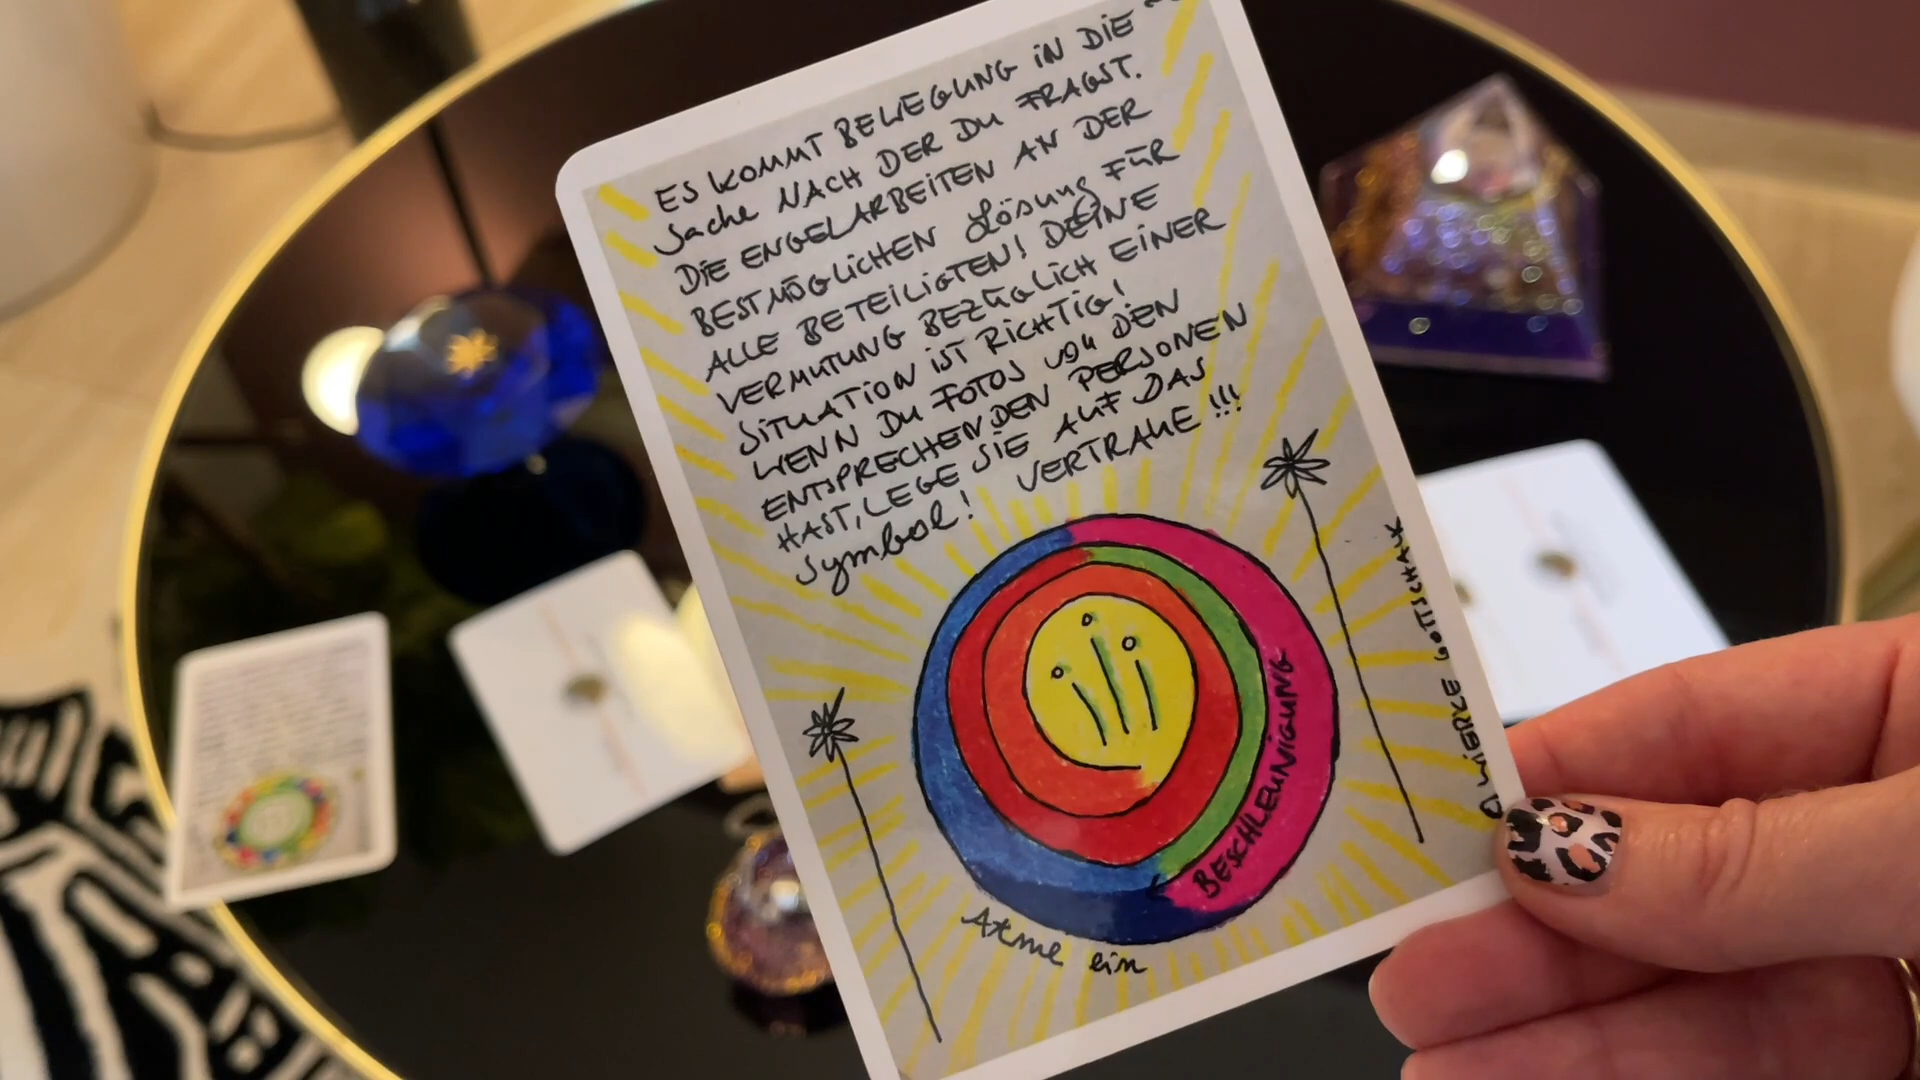 ES KOMMT BEWEGUNG IN DIE
Sache NACH DER DU FRAGST.
DIE ENGEL ARBEITEN AN DER
BESTMÖGLICHEN Lösung FÜR
ALLE BETEILIGTEN! DEINE
VERMUTUNG BEZÜGLICH EINER
SITUATION IST RICHTIG!
WENN DU FOTOS VON DEN
ENTSPRECHENDEN PERSONEN
HAST, LEGE SIE AUF DAS
Symbol! VERTRAUE!!!
BESCHLEUNIGUNG
Atme ein
© WIEBKE GOTTSCHALK